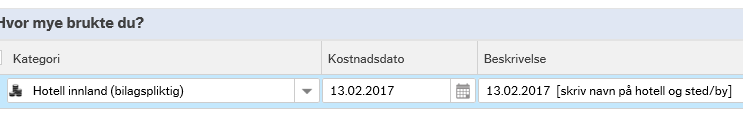 Hvor mye brukte du?
Kategori Kostnadsdato Beskrivelse
Hotell innland (bilagspliktig) 13.02.2017 13.02.2017 [skriv navn på hotell og sted/by]